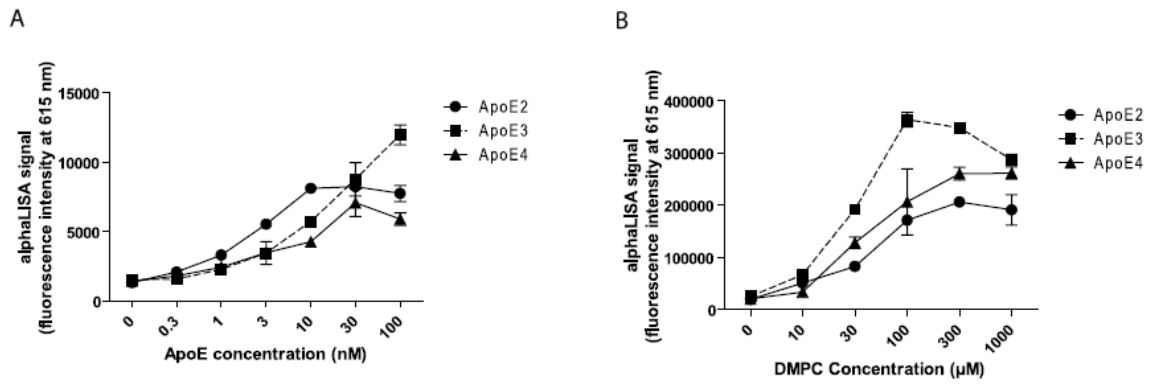 A
alphaLISA signal
(fluorescence intensity at 615 nm)
15000
10000
5000
0
0
0.3
1
3
10
30
100
ApoE concentration (nM)
ApoE2
ApoE3
ApoE4
B
alphaLISA signal
(fluorescence intensity at 615 nm)
400000
300000
200000
100000
0
0
10
30
100
300
1000
DMPC Concentration (µM)
ApoE2
ApoE3
ApoE4